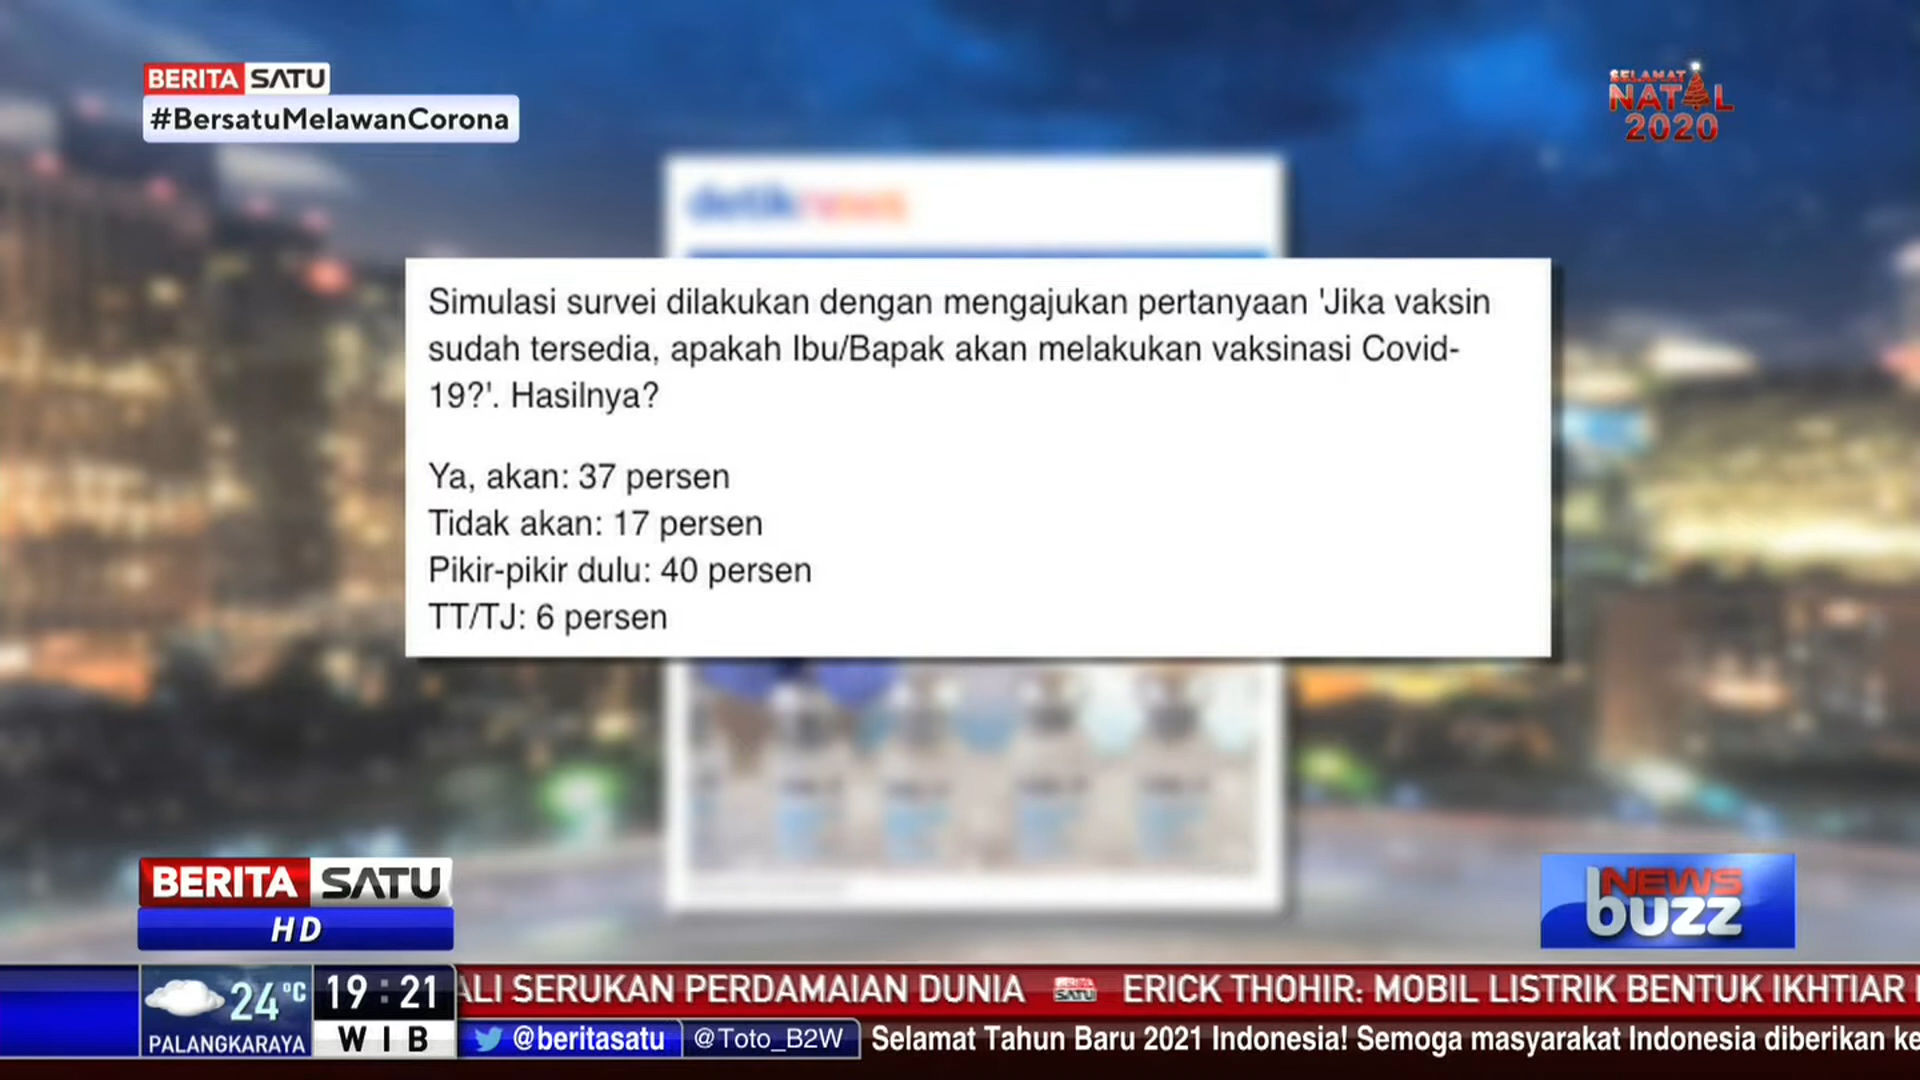 BERITA SATU
#BersatuMelawanCorona
SELAMAT
NATAL
2020
detiknews
Simulasi survei dilakukan dengan mengajukan pertanyaan 'Jika vaksin
sudah tersedia, apakah Ibu/Bapak akan melakukan vaksinasi Covid-
19?'. Hasilnya?
Ya, akan: 37 persen
Tidak akan: 17 persen
Pikir-pikir dulu: 40 persen
TT/TJ: 6 persen
BERITA SATU
HD
NEWS
buzz
24°C
PALANGKARAYA
19:21
WIB
ALI SERUKAN PERDAMAIAN DUNIA BERITA SATU ERICK THOHIR: MOBIL LISTRIK BENTUK IKHTIAR
@beritasatu @Toto_B2W Selamat Tahun Baru 2021 Indonesia! Semoga masyarakat Indonesia diberikan ke